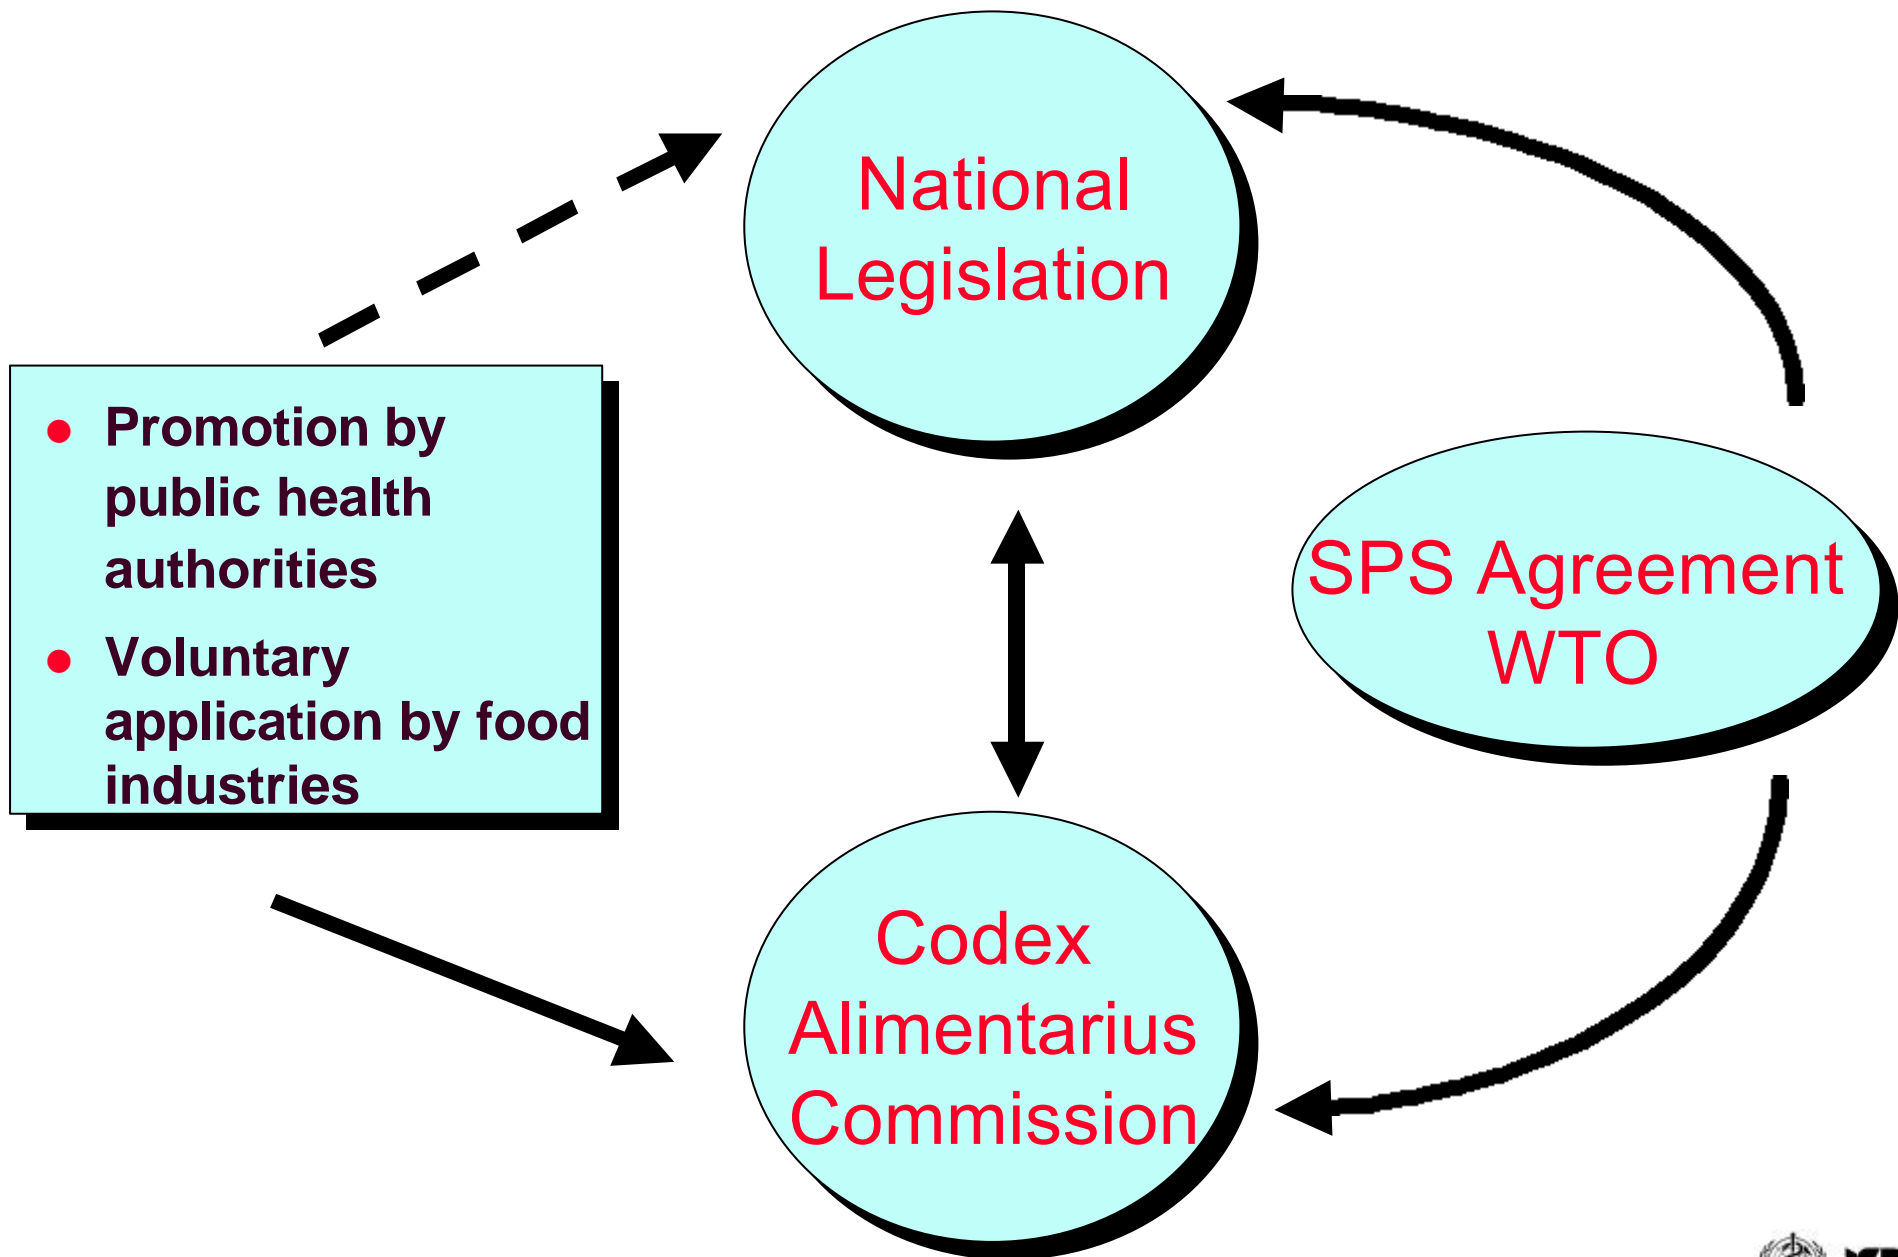 National
Legislation
● Promotion by
public health
authorities
● Voluntary
application by food
industries
SPS Agreement
WTO
Codex
Alimentarius
Commission